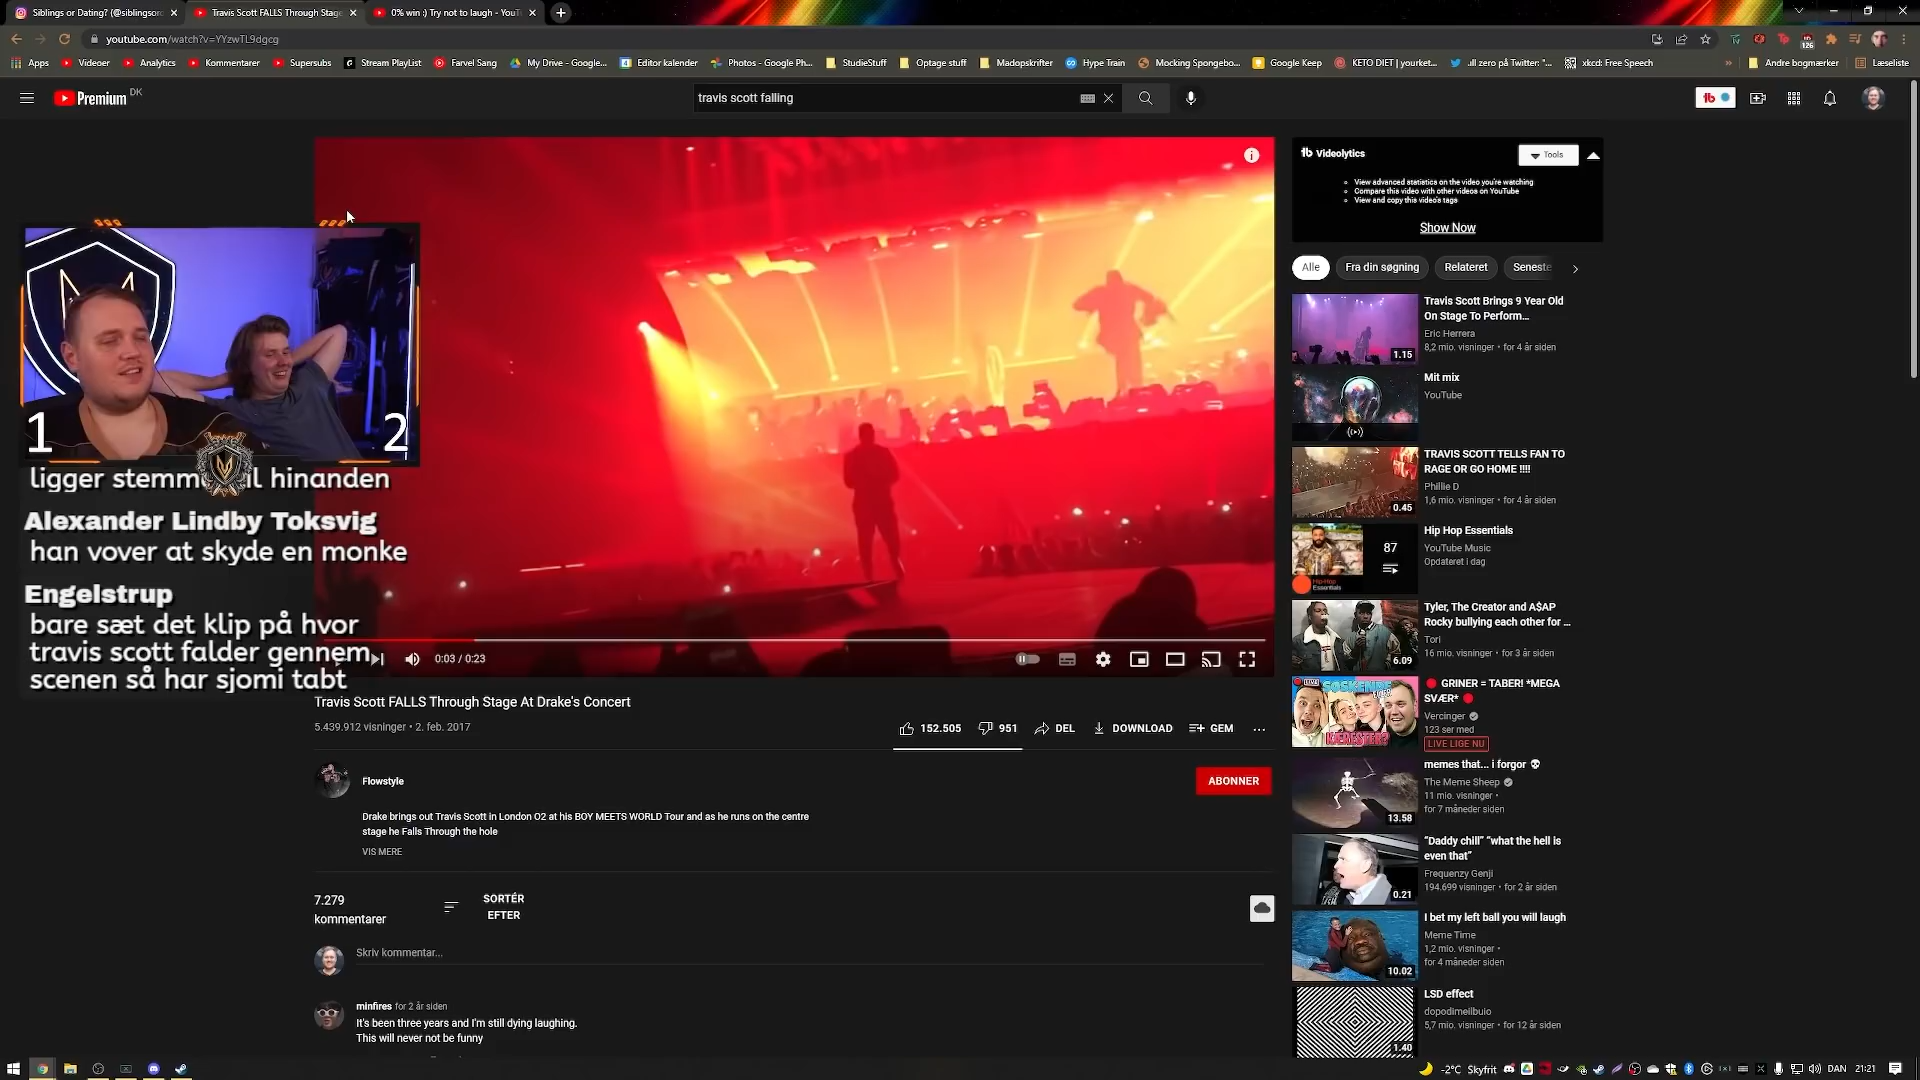 Siblings or Dating? (@siblingsor
Travis Scott FALLS Through Stage
0% win :) Try not to laugh - YouT
youtube.com/watch?v=YYzwTL9dgcg
Apps
Videoer
Analytics
Kommentarer
Supersubs
Stream PlayList
Farvel Sang
My Drive - Google...
Editor kalender
Photos - Google Ph...
StudieStuff
Optage stuff
Madopskrifter
Hype Train
Mocking Spongebo...
Google Keep
KETO DIET | yourket...
ull zero på Twitter: "...
xkcd: Free Speech
Andre bogmærker
Læseliste
126
Premium DK
travis scott falling
Videolytics
Tools
View advanced statistics on the video you're watching
Compare this video with other videos on YouTube
View and copy this video's tags
Show Now
Alle
Fra din søgning
Relateret
Seneste
1
2
ligger stemm
il hinanden
Alexander Lindby Toksvig
han vover at skyde en monke
Engelstrup
bare sæt det klip på hvor
travis scott falder gennem
scenen så har sjomi tabt
0:03 / 0:23
Travis Scott FALLS Through Stage At Drake's Concert
5.439.912 visninger • 2. feb. 2017
152.505
951
DEL
DOWNLOAD
GEM
Flowstyle
ABONNER
Drake brings out Travis Scott in London O2 at his BOY MEETS WORLD Tour and as he runs on the centre
stage he Falls Through the hole
VIS MERE
7.279
kommentarer
SORTÉR
EFTER
Skriv kommentar...
minfires for 2 år siden
It's been three years and I'm still dying laughing.
This will never not be funny
Travis Scott Brings 9 Year Old
On Stage To Perform...
Eric Herrera
8,2 mio. visninger • for 4 år siden
1.15
Mit mix
YouTube
TRAVIS SCOTT TELLS FAN TO
RAGE OR GO HOME !!!!
Phillie D
1,6 mio. visninger • for 4 år siden
0.45
Hip Hop Essentials
YouTube Music
Opdateret i dag
87
Hip-Hop
Essentials
Tyler, The Creator and A$AP
Rocky bullying each other for ...
Tori
16 mio. visninger • for 3 år siden
6.09
GRINER = TABER! *MEGA
SVÆR*
Vercinger
123 ser med
LIVE LIGE NU
LIVE
SØSKENDE
ELLER
KÆRESTER?
memes that... i forgor 💀
The Meme Sheep
11 mio. visninger •
for 7 måneder siden
13.58
"Daddy chill" "what the hell is
even that"
Frequenzy Genji
194.699 visninger • for 2 år siden
0.21
I bet my left ball you will laugh
Meme Time
1,2 mio. visninger •
for 4 måneder siden
10.02
LSD effect
dopodimeilbuio
5,7 mio. visninger • for 12 år siden
1.40
-2°C Skyfrit
DAN
21:21